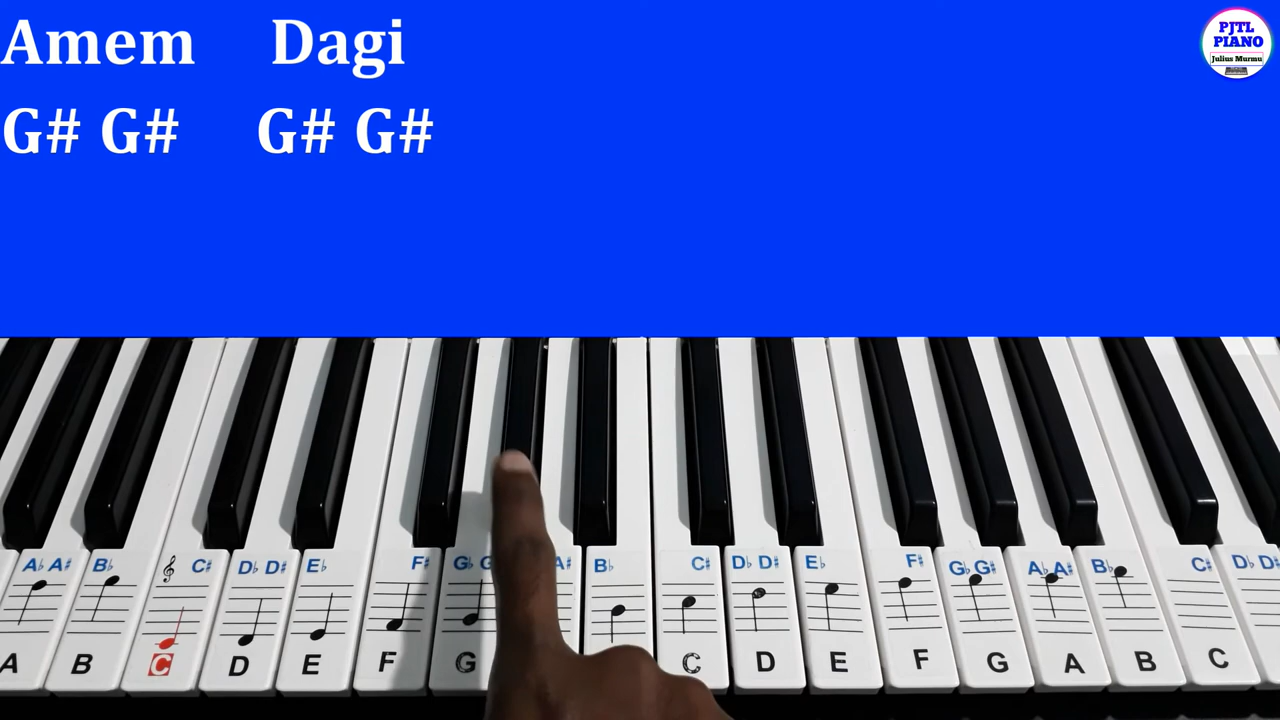 Amem Dagi
G# G# G# G#
PJTL
PIANO
Julius Murmu
A♭ A♯ B♭ C♯ D♭ D♯ E♭ F♯ G♭ A♯ B♭ C♯ D♭ D♯ E♭ F♯ G♭ G♯ A♭ A♯ B♭ C♯ D♭
A B C D E F G C D E F G A B C